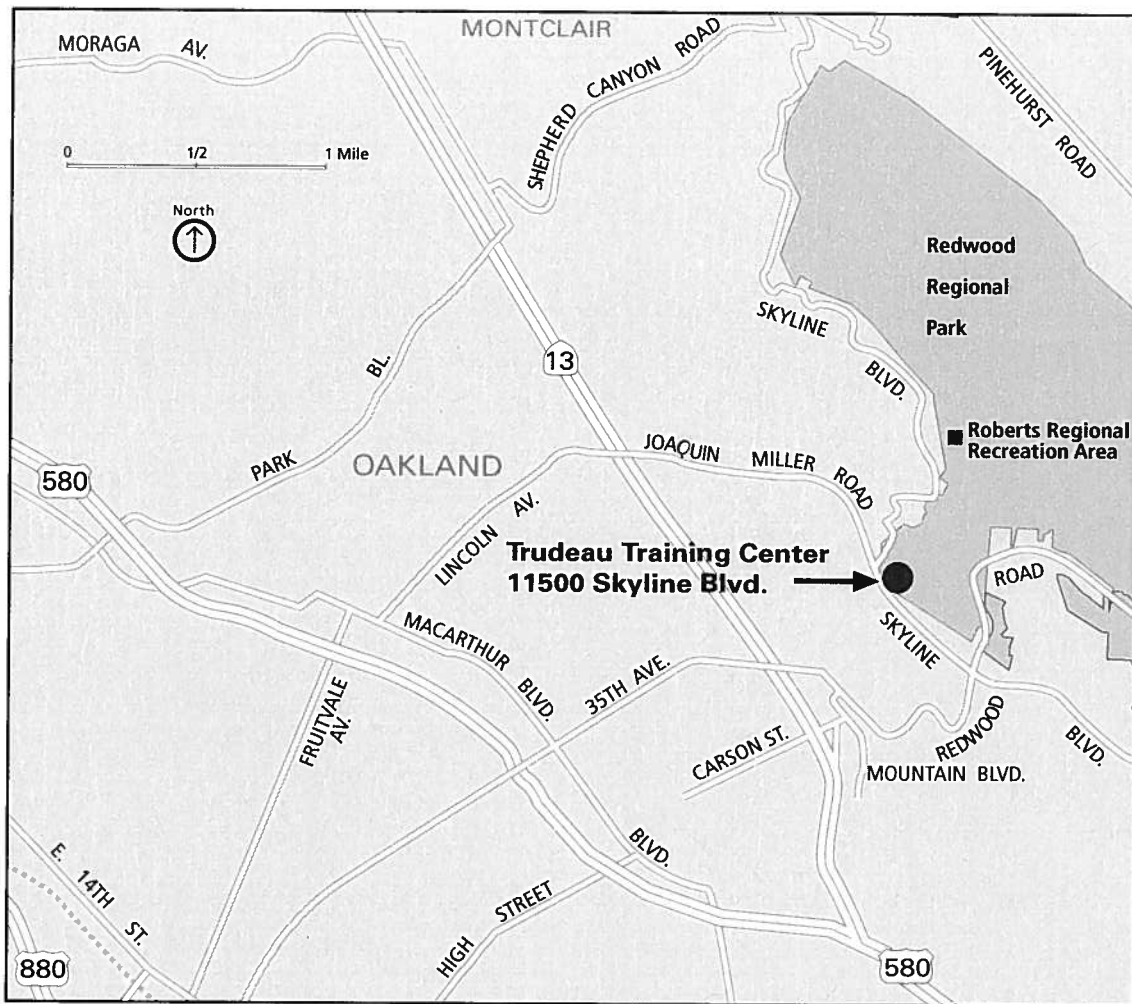 MONTCLAIR
MORAGA AV.
SHEPHERD CANYON ROAD
PINEHURST ROAD
0 1/2 1 Mile
North
Redwood
Regional
Park
SKYLINE BLVD.
13
Roberts Regional
Recreation Area
PARK BL.
OAKLAND
JOAQUIN MILLER ROAD
580
LINCOLN AV.
Trudeau Training Center
11500 Skyline Blvd.
ROAD
SKYLINE
MACARTHUR BLVD.
35TH AVE.
FRUITVALE
AV.
CARSON ST.
REDWOOD
BLVD.
MOUNTAIN BLVD.
BLVD.
E. 14TH ST.
HIGH STREET
880
580